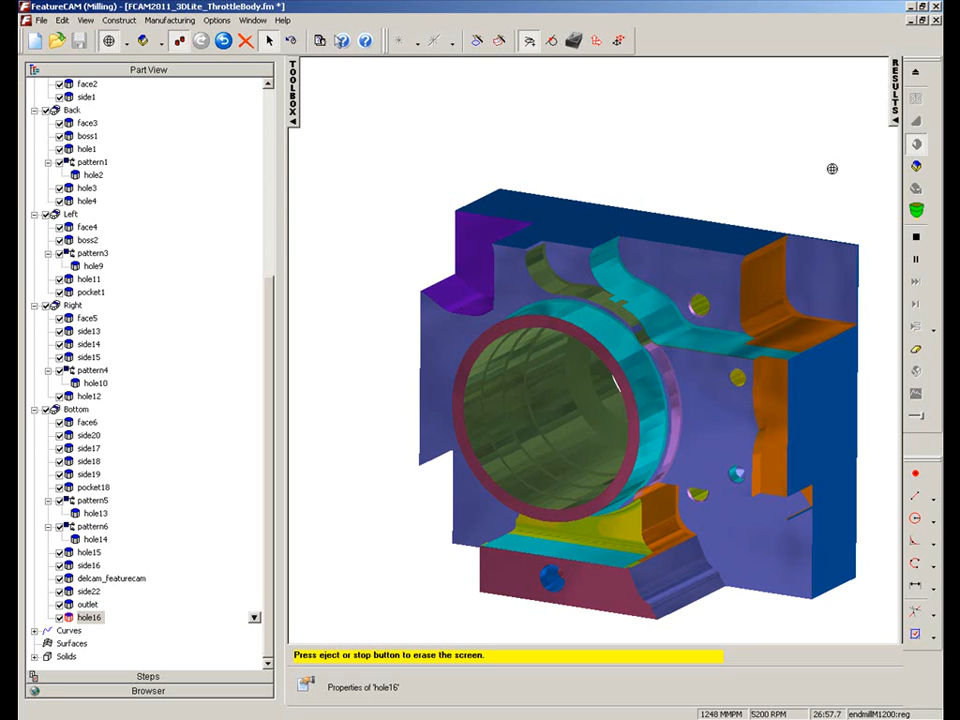 FeatureCAM (Milling) - [FCAM2011_3DLite_ThrottleBody.fm *]
File Edit View Construct Manufacturing Options Window Help
Part View
TOOLBOX
RESULTS
face2
side1
Back
face3
boss1
hole1
pattern1
hole2
hole3
hole4
Left
face4
boss2
pattern3
hole9
hole11
pocket1
Right
face5
side13
side14
side15
pattern4
hole10
hole12
Bottom
face6
side20
side17
side18
side19
pocket18
pattern5
hole13
pattern6
hole14
hole15
side16
delcam_featurecam
side22
outlet
hole16
Curves
Surfaces
Solids
Steps
Browser
Press eject or stop button to erase the screen.
Properties of 'hole16'
1248 MMPM 5200 RPM 26:57.7 endmillM1200:reg